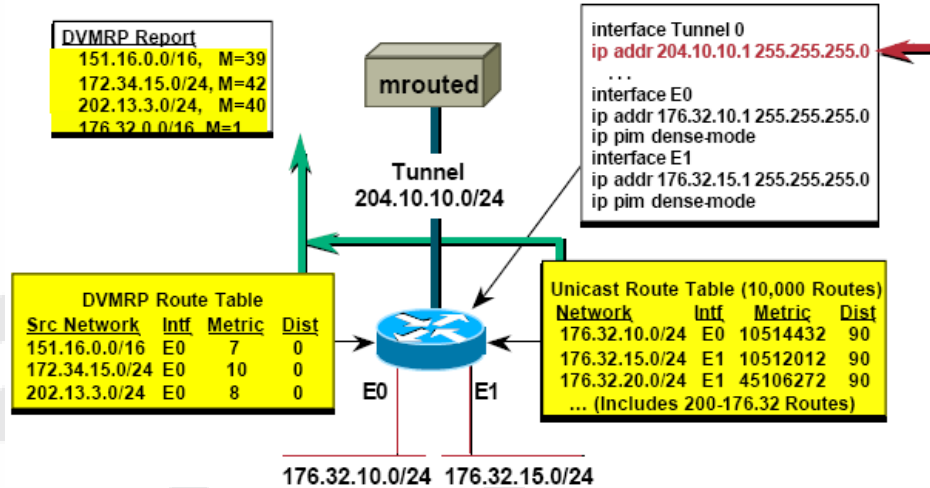 DVMRP Report
151.16.0.0/16, M=39
172.34.15.0/24, M=42
202.13.3.0/24, M=40
176.32.0.0/16, M=1
mrouted
Tunnel
204.10.10.0/24
interface Tunnel 0
ip addr 204.10.10.1 255.255.255.0
...
interface E0
ip addr 176.32.10.1 255.255.255.0
ip pim dense-mode
interface E1
ip addr 176.32.15.1 255.255.255.0
ip pim dense-mode
DVMRP Route Table
Src Network Intf Metric Dist
151.16.0.0/16 E0 7 0
172.34.15.0/24 E0 10 0
202.13.3.0/24 E0 8 0
Unicast Route Table (10,000 Routes)
Network Intf Metric Dist
176.32.10.0/24 E0 10514432 90
176.32.15.0/24 E1 10512012 90
176.32.20.0/24 E1 45106272 90
... (Includes 200-176.32 Routes)
E0 E1
176.32.10.0/24 176.32.15.0/24